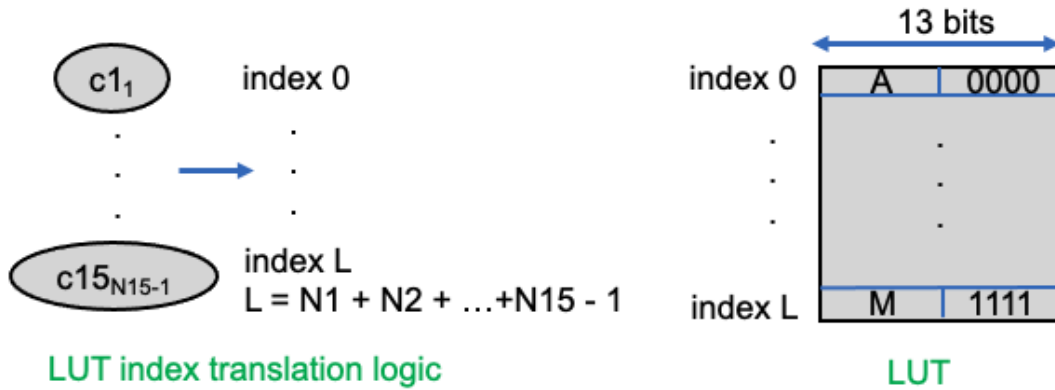 c1₁
index 0
.
.
.
.
.
.
c15N15-1
index L
L = N1 + N2 + …+N15 - 1
LUT index translation logic
13 bits
index 0
A 0000
.
.
.
.
.
.
index L
M 1111
LUT